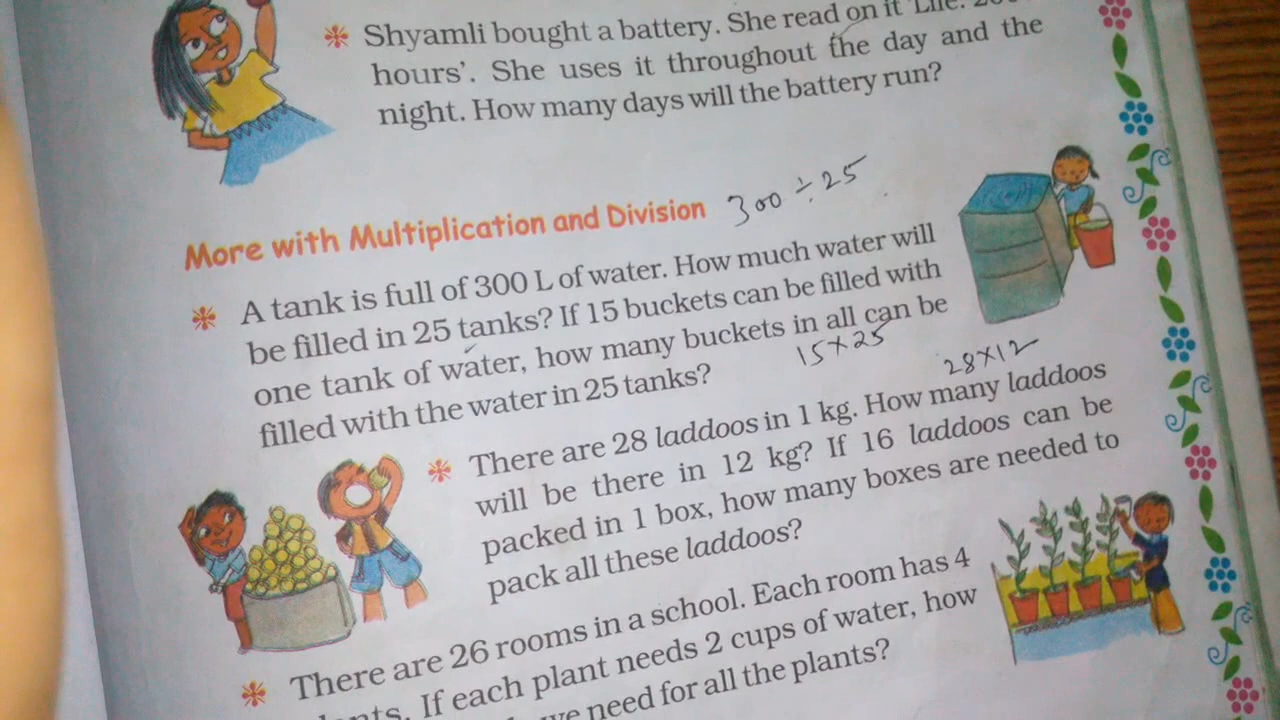 Shyamli bought a battery. She read on it 'Life:
hours'. She uses it throughout the day and the
night. How many days will the battery run?
More with Multiplication and Division 300 ÷ 25
A tank is full of 300 L of water. How much water will
be filled in 25 tanks? If 15 buckets can be filled with
one tank of water, how many buckets in all can be
filled with the water in 25 tanks?
15 × 25
28 × 12
There are 28 laddoos in 1 kg. How many laddoos
will be there in 12 kg? If 16 laddoos can be
packed in 1 box, how many boxes are needed to
pack all these laddoos?
There are 26 rooms in a school. Each room has 4
If each plant needs 2 cups of water, how
we need for all the plants?